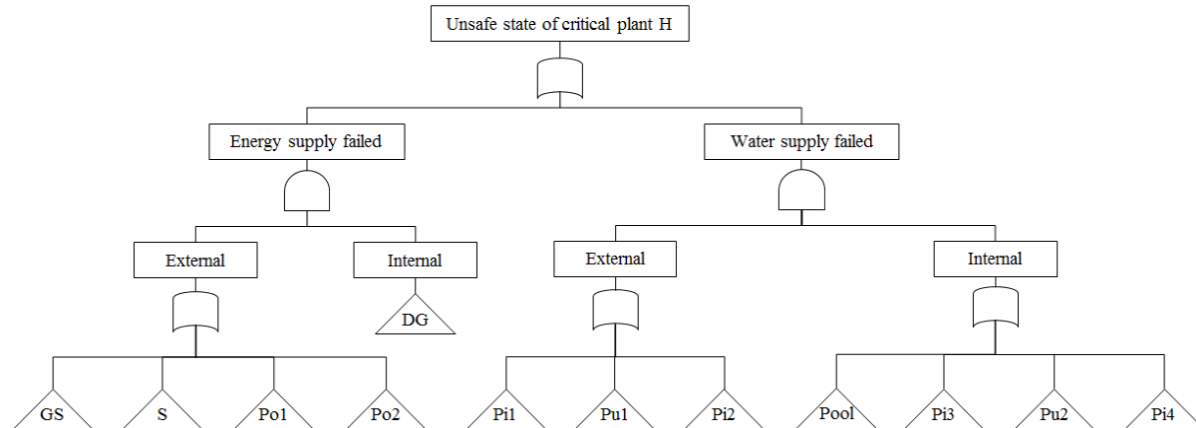 Unsafe state of critical plant H
Energy supply failed
Water supply failed
External
Internal
External
Internal
DG
GS
S
Po1
Po2
Pi1
Pu1
Pi2
Pool
Pi3
Pu2
Pi4